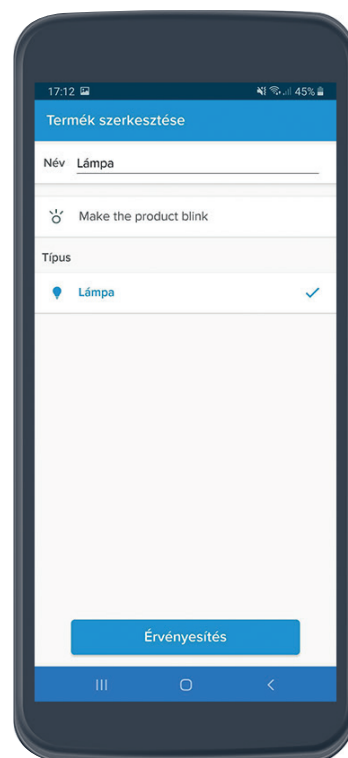 17:12 45%
Termék szerkesztése
Név Lámpa
Make the product blink
Típus
Lámpa
Érvényesítés